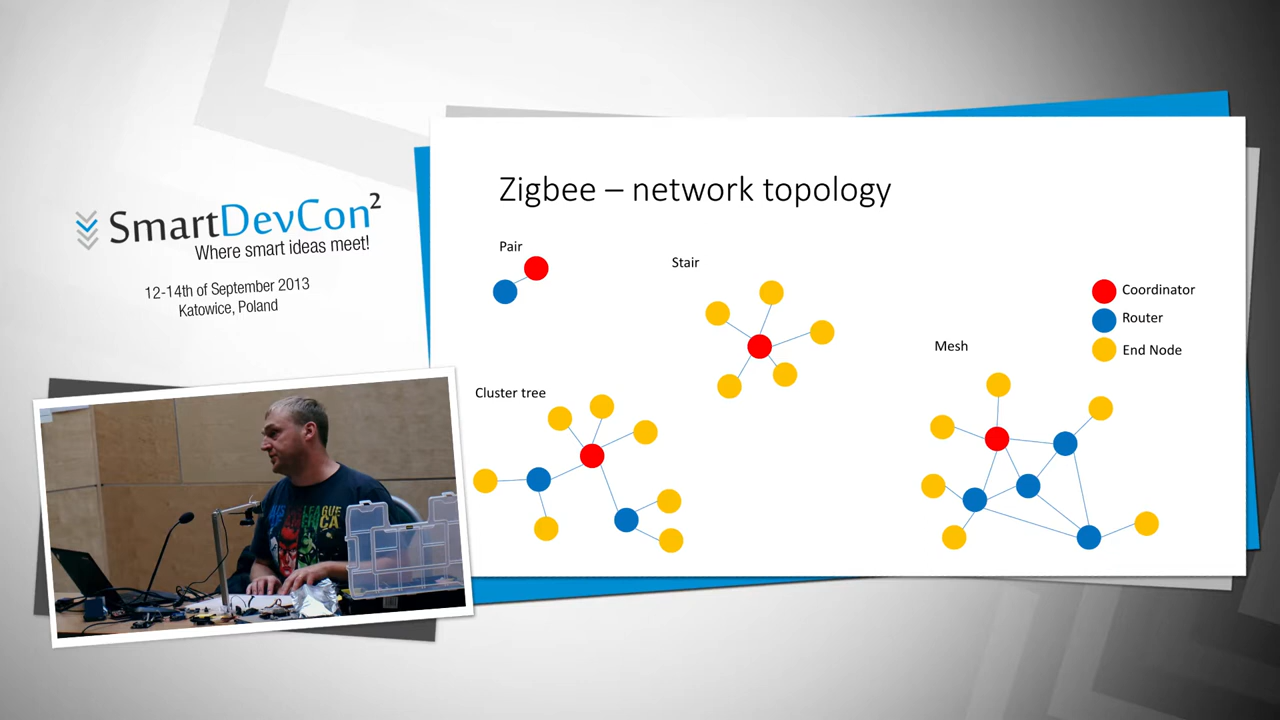 SmartDevCon²
Where smart ideas meet!
12-14th of September 2013
Katowice, Poland
Zigbee – network topology
Pair
Stair
Coordinator
Router
End Node
Mesh
Cluster tree